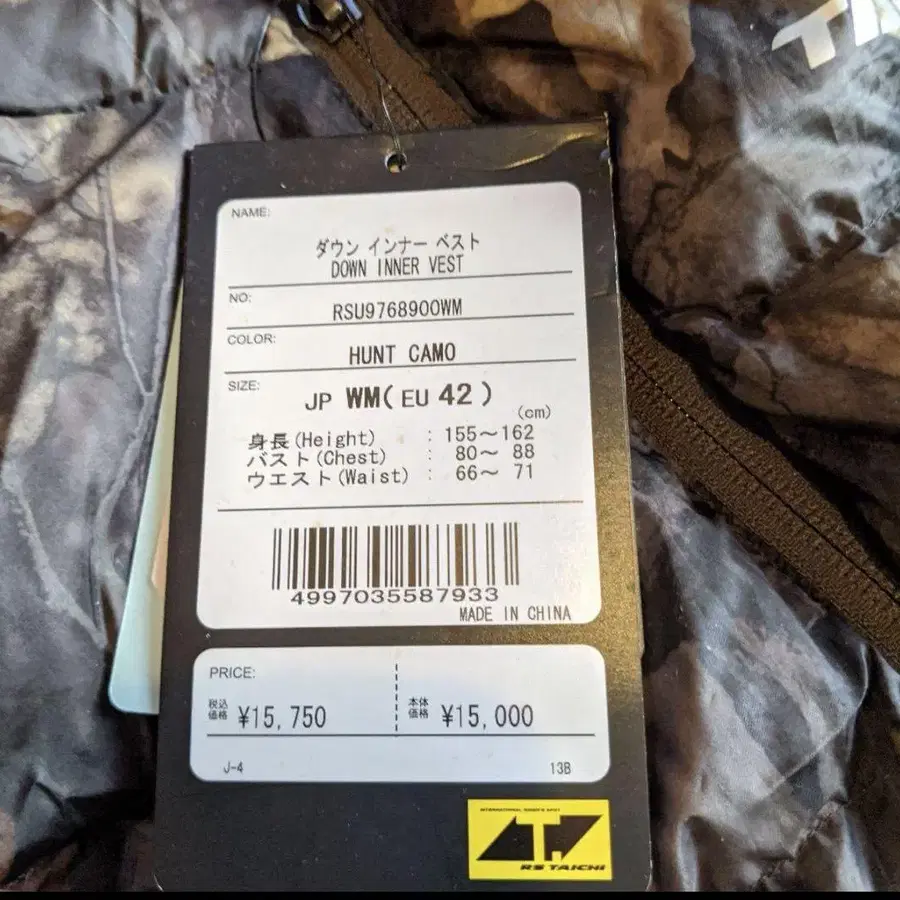 NAME:
ダウン インナー ベスト
DOWN INNER VEST
NO:
RSU9768900WM
COLOR:
HUNT CAMO
SIZE:
JP WM( EU 42 )
(cm)
身長(Height) : 155～162
バスト(Chest) : 80～ 88
ウエスト(Waist) : 66～ 71
4997035587933
MADE IN CHINA
PRICE:
税込価格 ¥15,750
本体価格 ¥15,000
J-4
13B
RS TAICHI